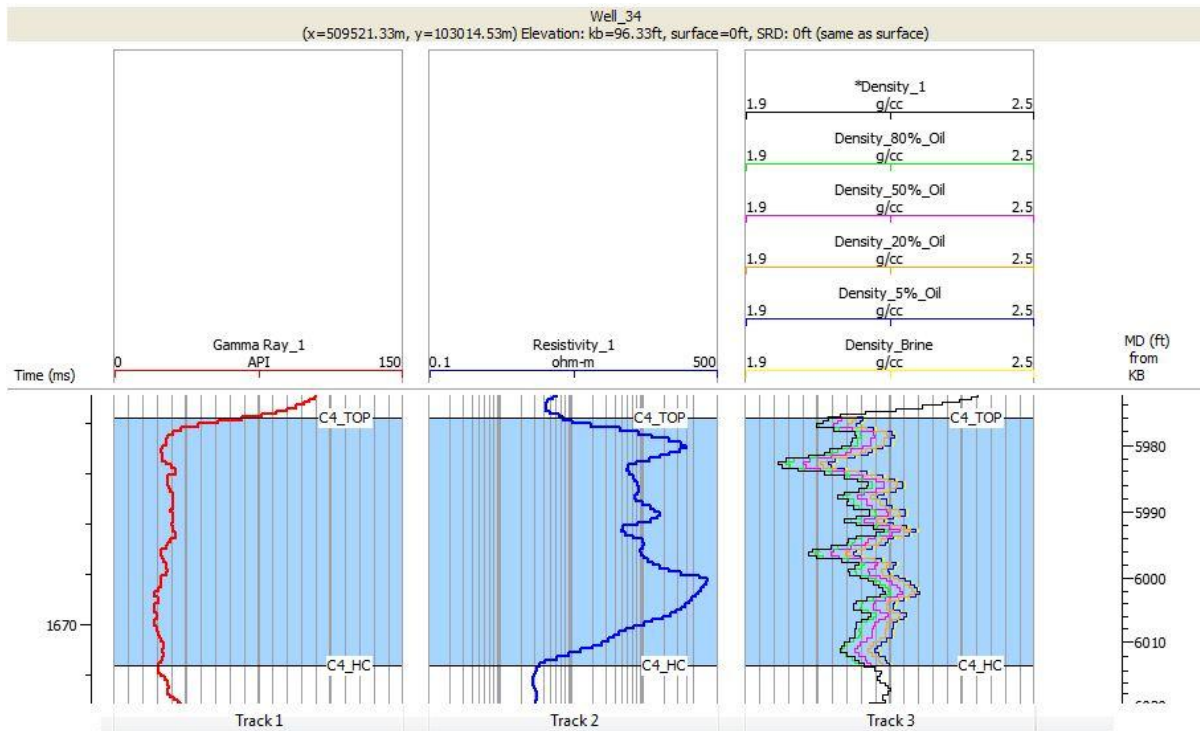 Well_34
(x=509521.33m, y=103014.53m) Elevation: kb=96.33ft, surface=0ft, SRD: 0ft (same as surface)
*Density_1
1.9 g/cc 2.5
Density_80%_Oil
1.9 g/cc 2.5
Density_50%_Oil
1.9 g/cc 2.5
Density_20%_Oil
1.9 g/cc 2.5
Density_5%_Oil
1.9 g/cc 2.5
Gamma Ray_1
0 API 150
Resistivity_1
0.1 ohm-m 500
Density_Brine
1.9 g/cc 2.5
Time (ms)
MD (ft)
from
KB
C4_TOP C4_TOP C4_TOP
5980
5990
6000
1670
6010
C4_HC C4_HC C4_HC
Track 1 Track 2 Track 3